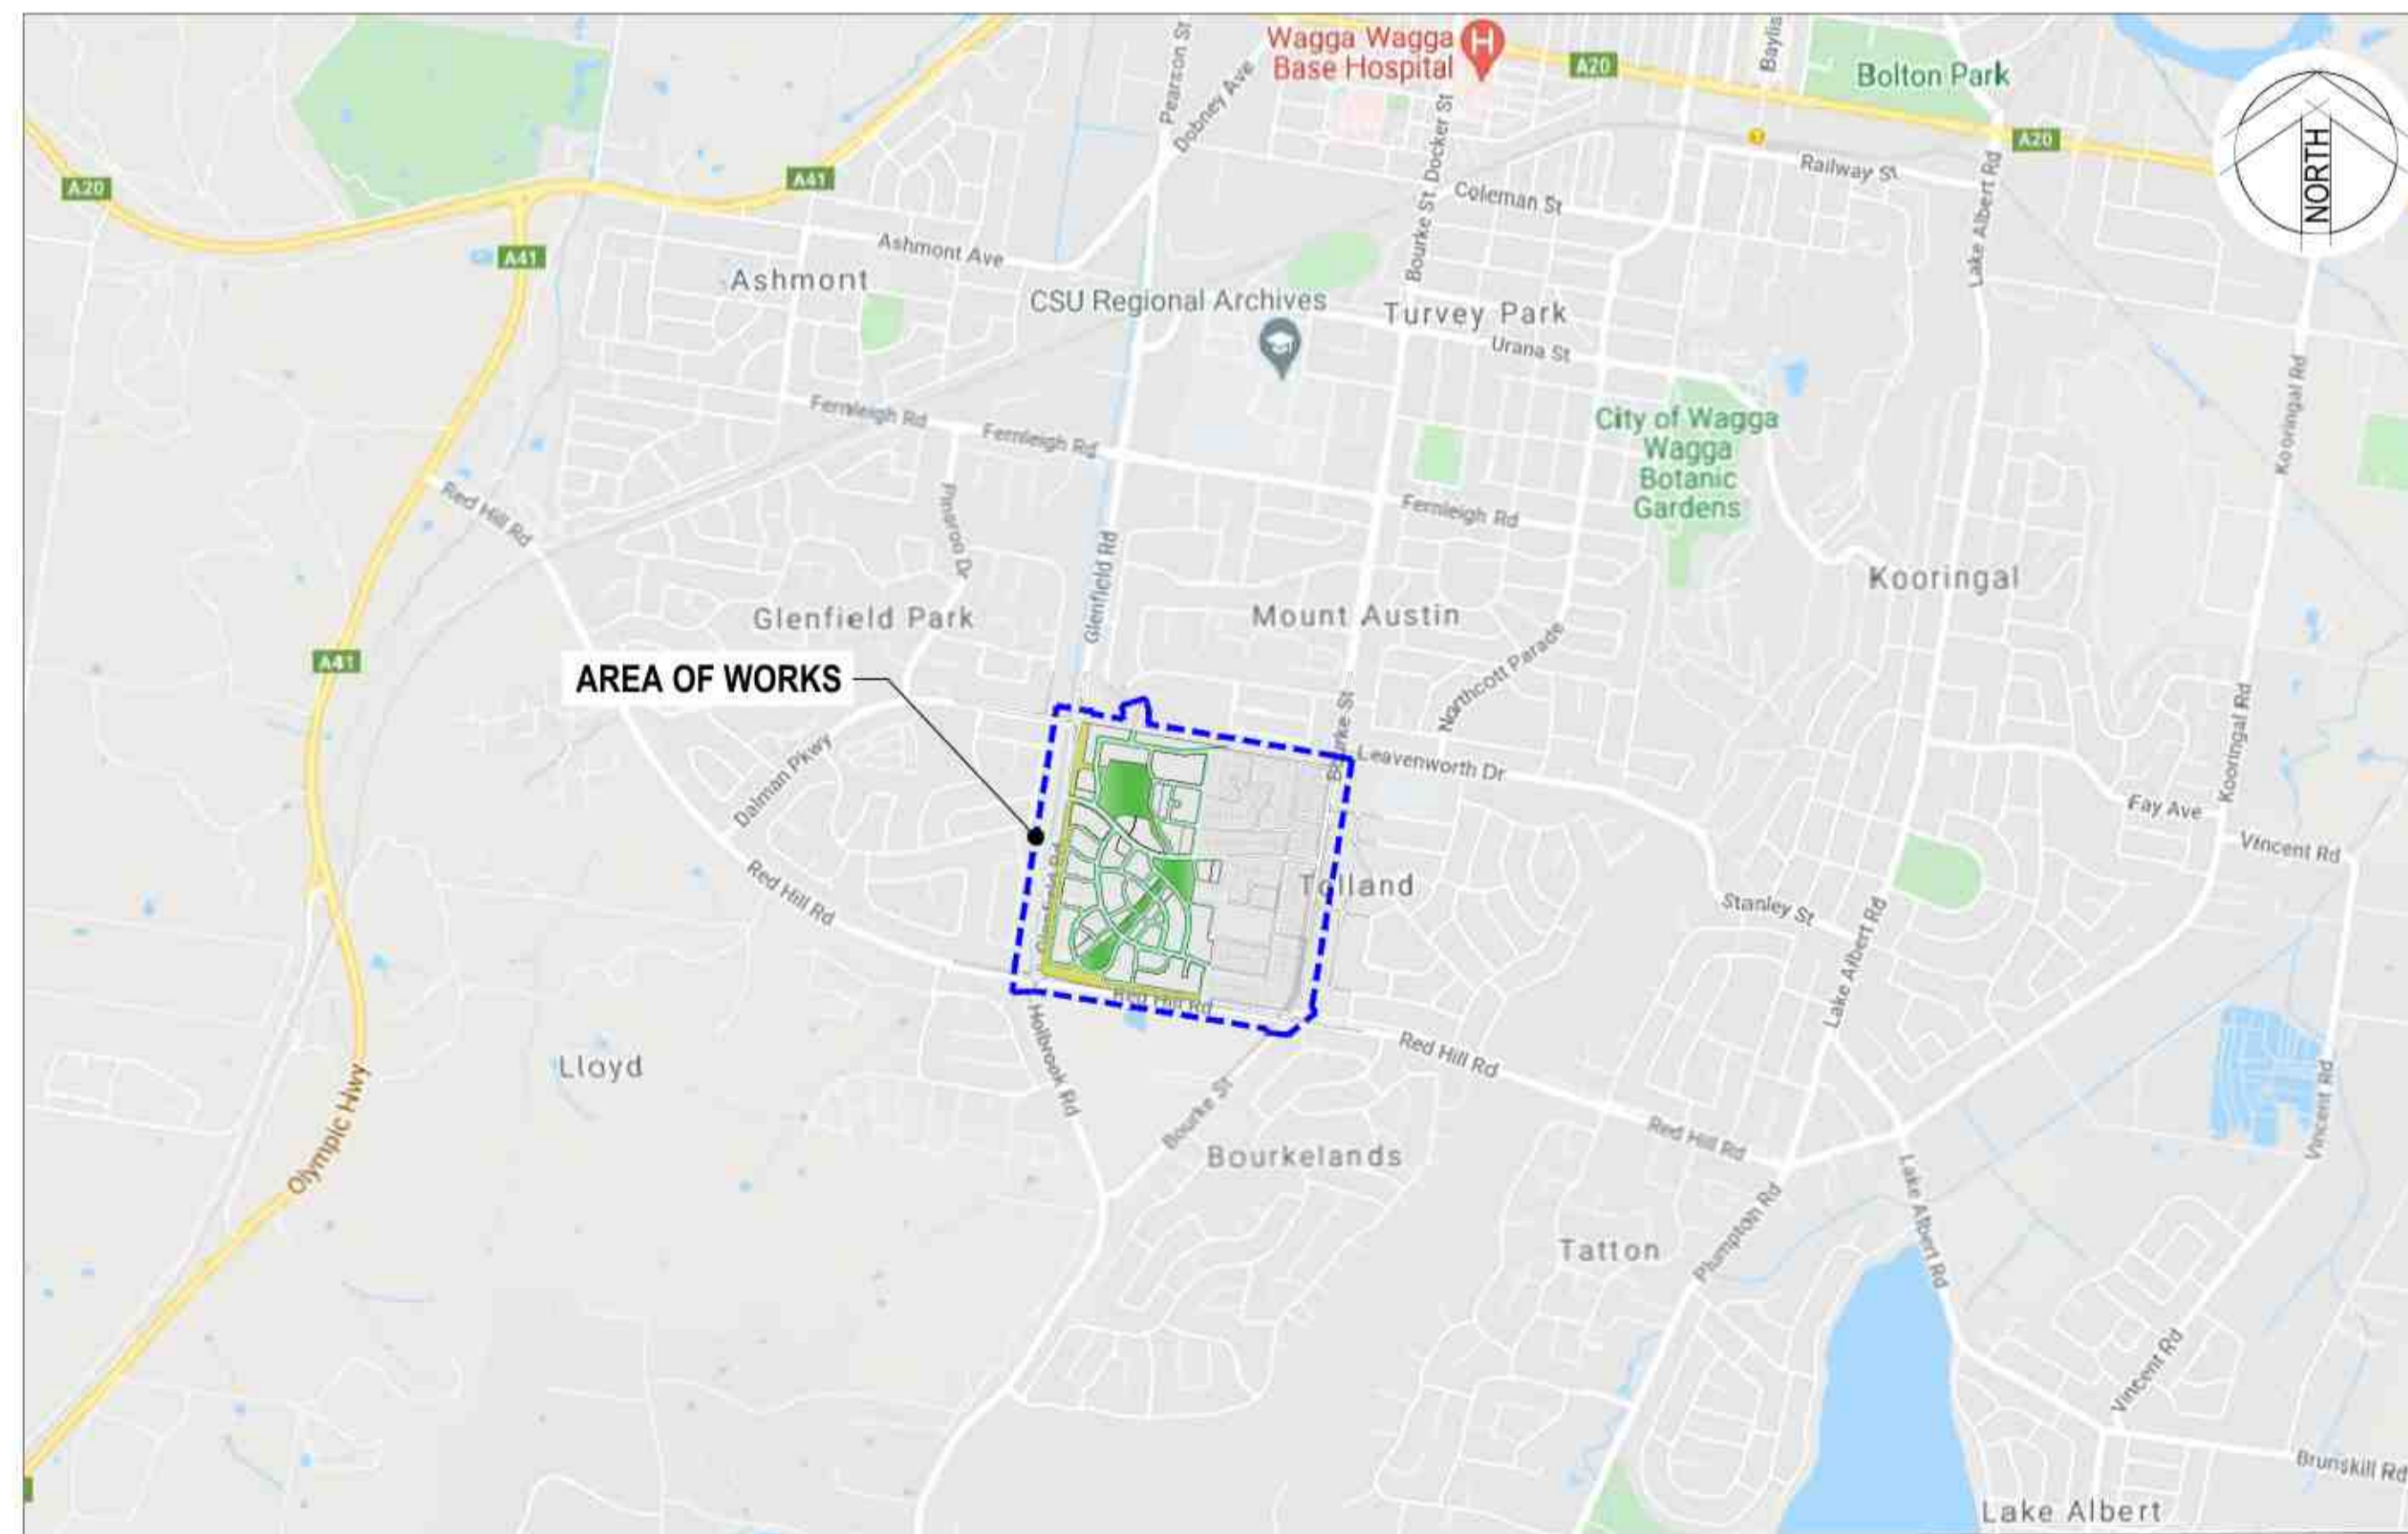 Wagga Wagga
Base Hospital
H
A20
Baylis
Bolton Park
Pearson St
Dobney Ave
NORTH
A20
A41
A20
Railway St
Docker St
Coleman St
Bourke St
Lake Albert Rd
A41
Ashmont Ave
Ashmont
CSU Regional Archives
Turvey Park
Urana St
Kooringal Rd
Fernleigh Rd
Fernleigh Rd
City of Wagga
Wagga
Botanic
Gardens
Red Hill Rd
Fernleigh Rd
Glenfield Rd
Kooringal
Glenfield Park
Mount Austin
A41
AREA OF WORKS
Northcott Parade
Bourke St
Kooringal Rd
Dalman Pkwy
Leavenworth Dr
Fay Ave
Vincent Rd
Red Hill Rd
Glenfield Rd
Tolland
Stanley St
Lake Albert Rd
Red Hill Rd
Holbrook Rd
Red Hill Rd
Lloyd
Olympic Hwy
Bourke St
Bourkelands
Red Hill Rd
Vincent Rd
Tatton
Plumpton Rd
Lake Albert Rd
Vincent Rd
Brunskill Rd
Lake Albert